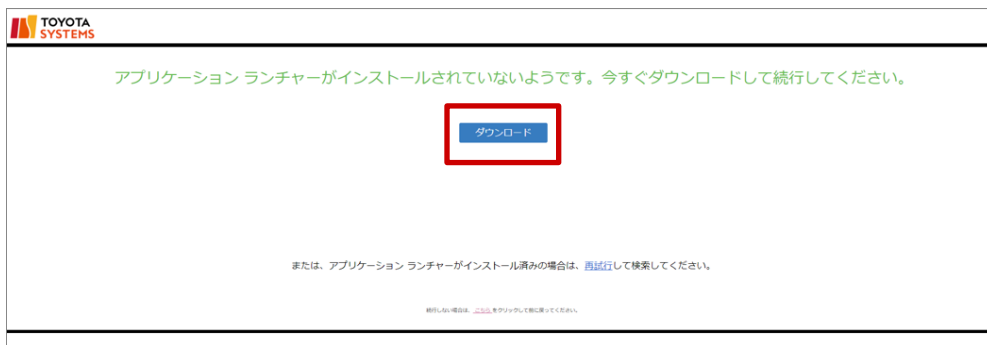 TOYOTA
SYSTEMS
アプリケーション ランチャーがインストールされていないようです。今すぐダウンロードして続行してください。
ダウンロード
または、アプリケーション ランチャーがインストール済みの場合は、再試行して検索してください。
続行しない場合は、こちら をクリックして前に戻ってください。